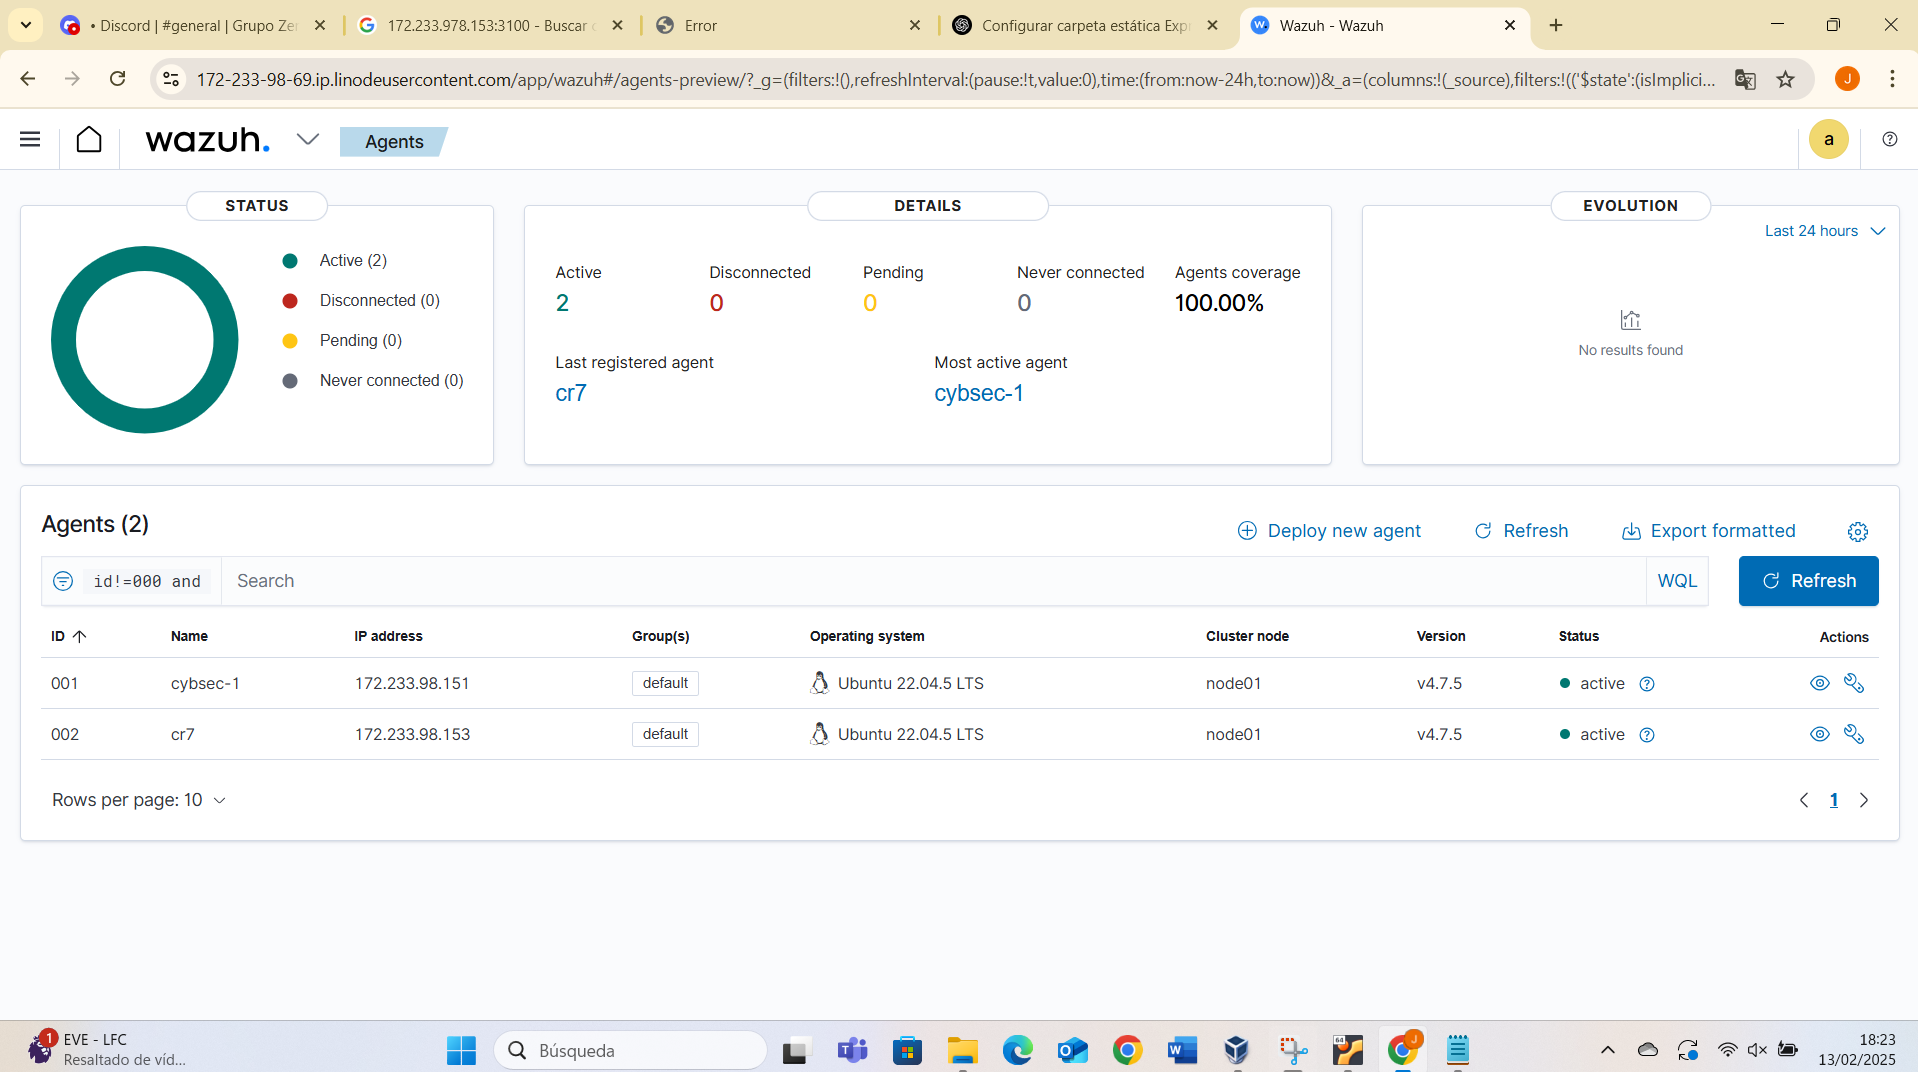 • Discord | #general | Grupo Zer
172.233.978.153:3100 - Buscar c
Error
Configurar carpeta estática Exp
W.
Wazuh - Wazuh
172-233-98-69.ip.linodeusercontent.com/app/wazuh#/agents-preview/?_g=(filters:!(),refreshInterval:(pause:!t,value:0),time:(from:now-24h,to:now))&_a=(columns:!(_source),filters:!(('$state':(isImplici...
J
wazuh.
Agents
a
STATUS
Active (2)
Disconnected (0)
Pending (0)
Never connected (0)
DETAILS
Active
2
Disconnected
0
Pending
0
Never connected
0
Agents coverage
100.00%
Last registered agent
cr7
Most active agent
cybsec-1
EVOLUTION
Last 24 hours
No results found
Agents (2)
Deploy new agent
Refresh
Export formatted
id!=000 and
Search
WQL
Refresh
ID Name IP address Group(s) Operating system Cluster node Version Status Actions
001 cybsec-1 172.233.98.151 default Ubuntu 22.04.5 LTS node01 v4.7.5 active
002 cr7 172.233.98.153 default Ubuntu 22.04.5 LTS node01 v4.7.5 active
Rows per page: 10
1
1
EVE - LFC
Resaltado de víd...
Búsqueda
64
J
18:23
13/02/2025